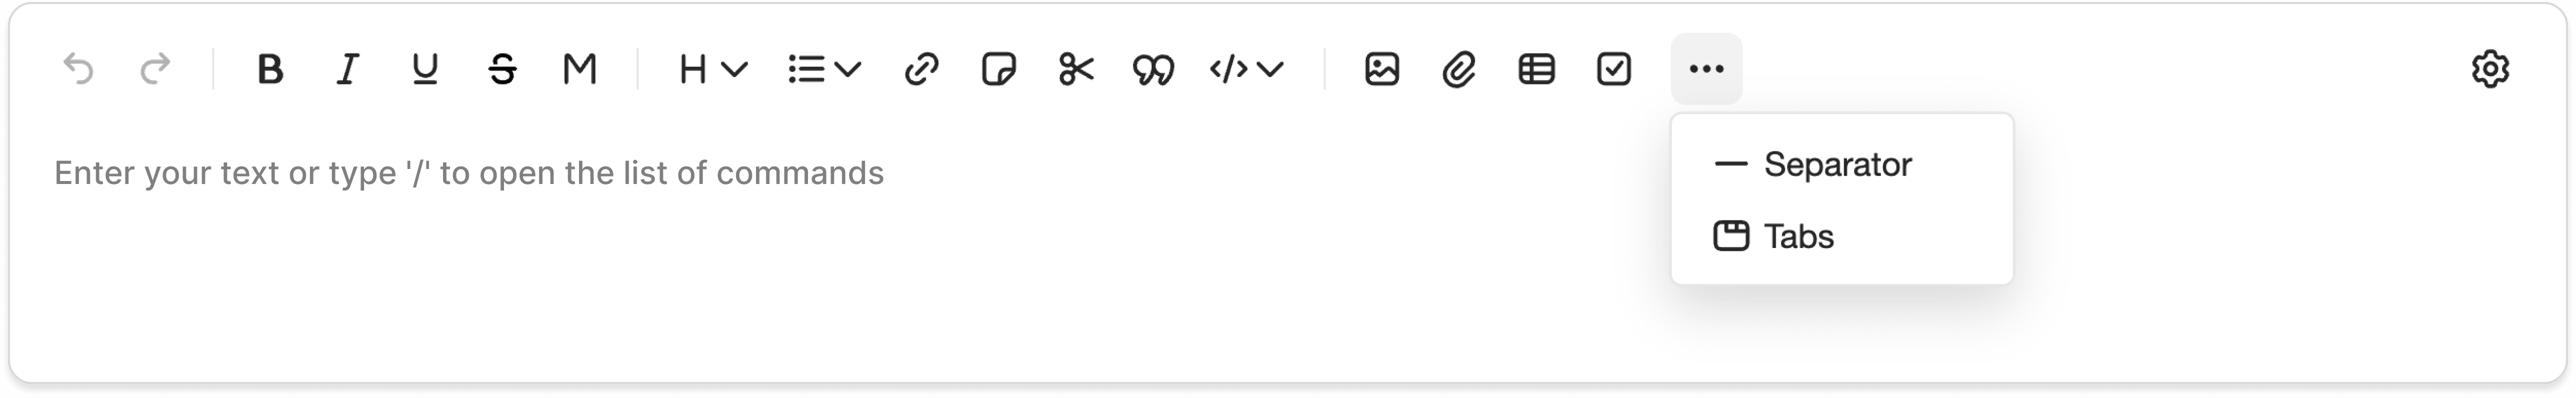 B I U S M H
Enter your text or type '/' to open the list of commands
Separator
Tabs